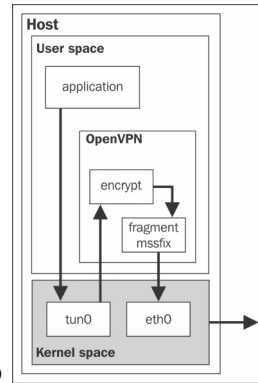 Host
User space
application
OpenVPN
encrypt
fragment
mssfix
tun0
eth0
Kernel space